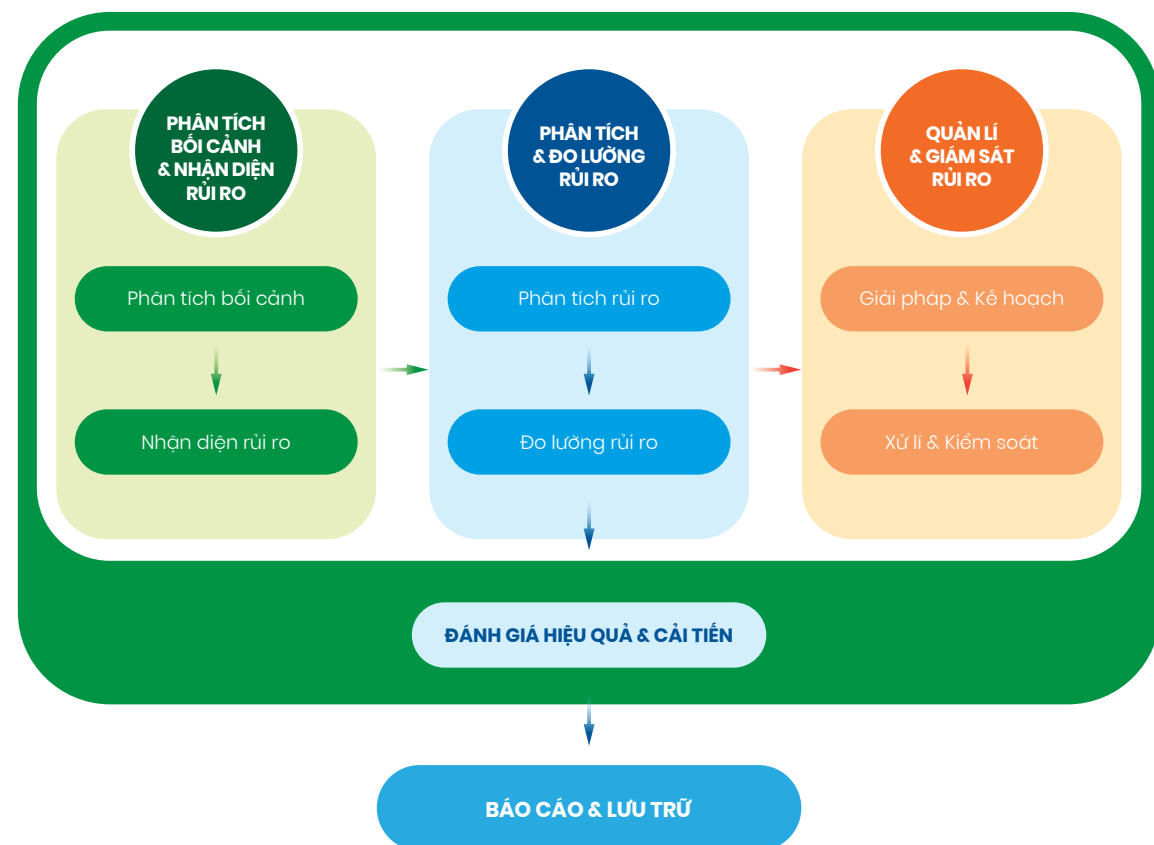 PHÂN TÍCH
BỐI CẢNH
& NHẬN DIỆN
RỦI RO
Phân tích bối cảnh
Nhận diện rủi ro
PHÂN TÍCH
& ĐO LƯỜNG
RỦI RO
Phân tích rủi ro
Đo lường rủi ro
QUẢN LÍ
& GIÁM SÁT
RỦI RO
Giải pháp & Kế hoạch
Xử lí & Kiểm soát
ĐÁNH GIÁ HIỆU QUẢ & CẢI TIẾN
BÁO CÁO & LƯU TRỮ